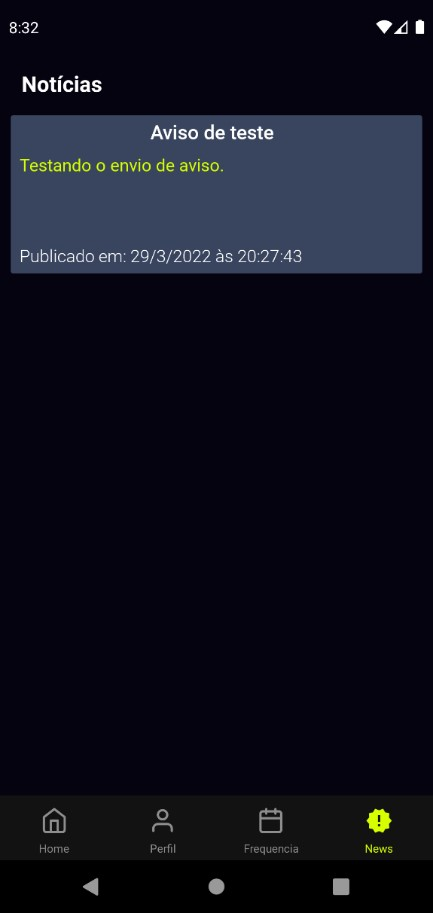 8:32
Notícias
Aviso de teste
Testando o envio de aviso.
Publicado em: 29/3/2022 às 20:27:43
Home
Perfil
Frequencia
News